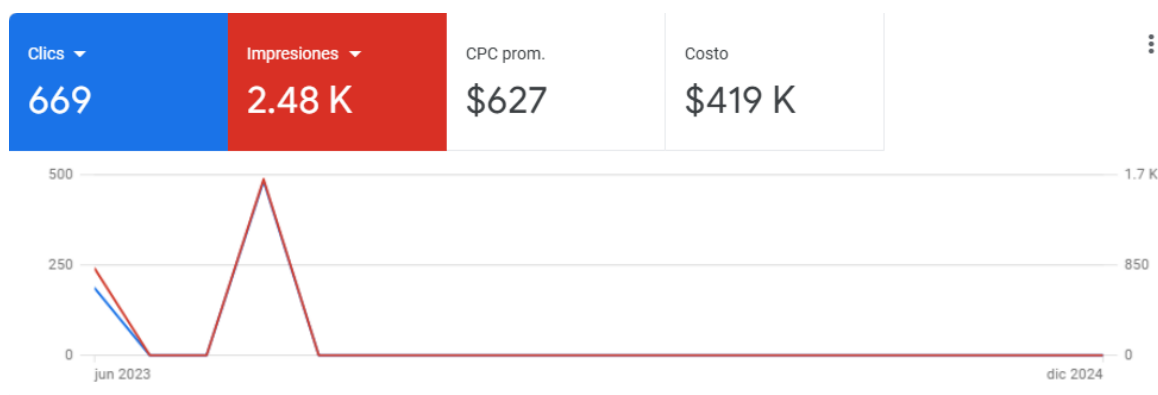 Clics
Impresiones
CPC prom.
Costo
669
2.48 K
$627
$419 K
500
1.7 K
250
850
0
0
jun 2023
dic 2024